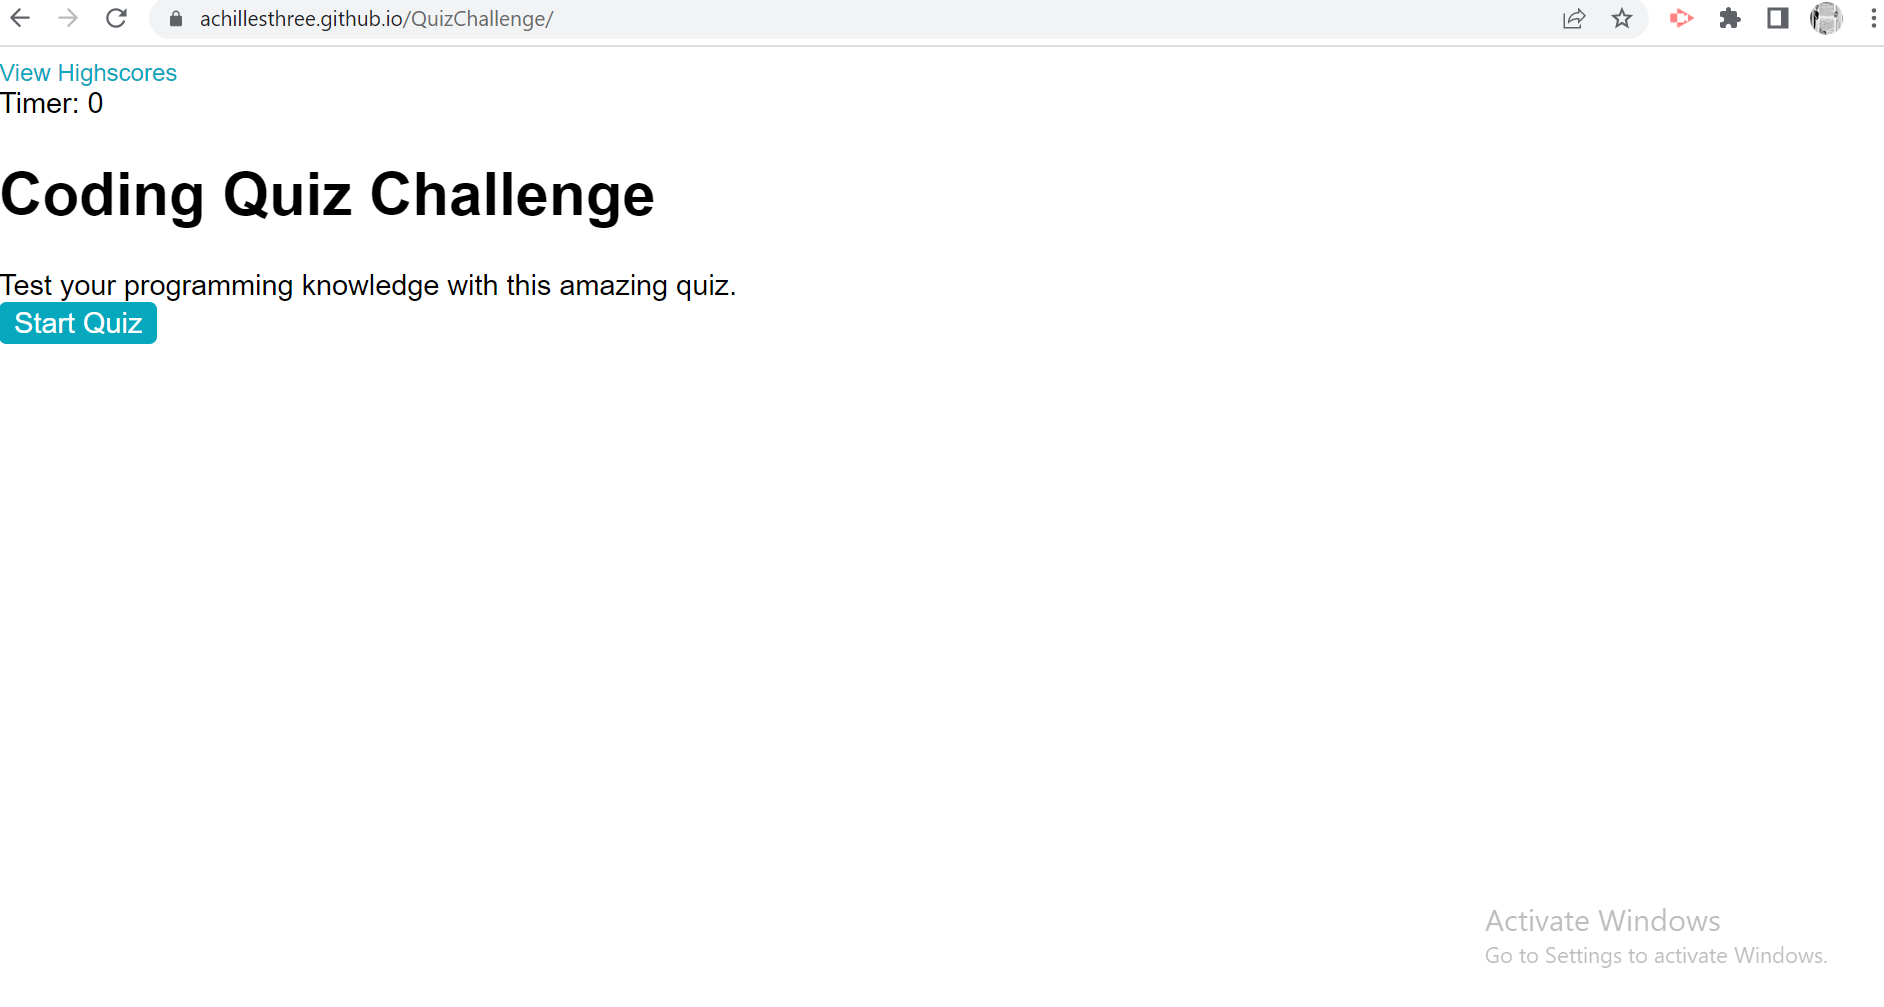 achillesthree.github.io/QuizChallenge/
View Highscores
Timer: 0
Coding Quiz Challenge
Test your programming knowledge with this amazing quiz.
Start Quiz
Activate Windows
Go to Settings to activate Windows.